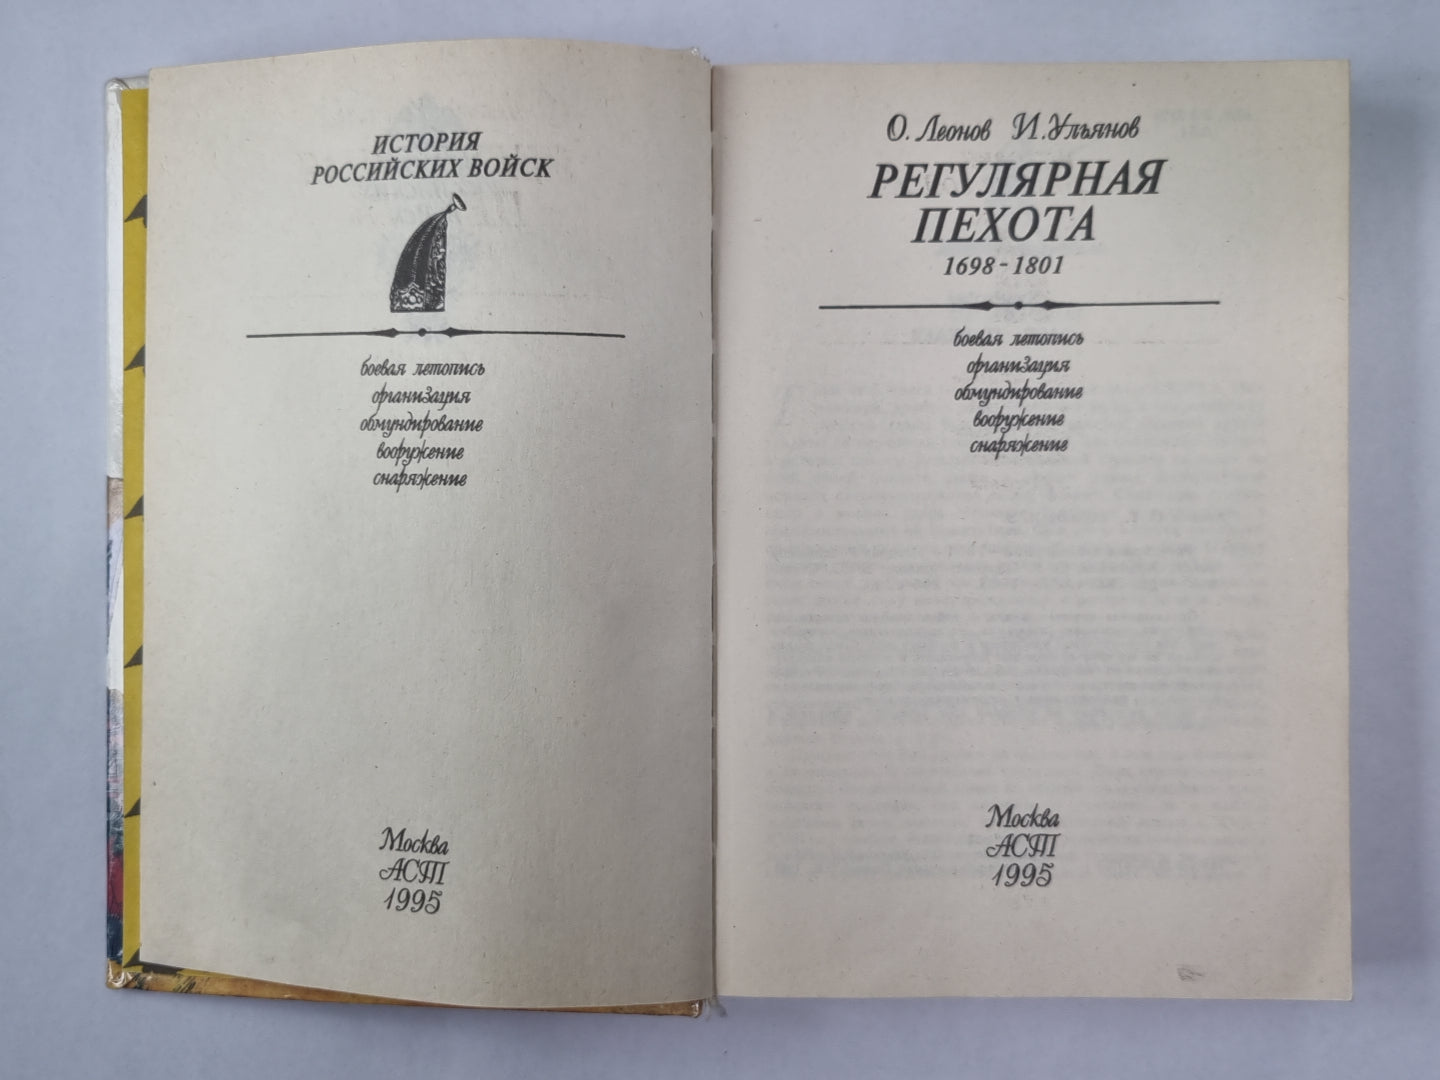 ИСТОРИЯ
РОССИЙСКИХ ВОЙСК
боевая летопись
организация
обмундирование
вооружение
снаряжение
Москва
АСТ
1995
О. Леонов И. Ульянов
РЕГУЛЯРНАЯ
ПЕХОТА
1698-1801
боевая летопись
организация
обмундирование
вооружение
снаряжение
Москва
АСТ
1995